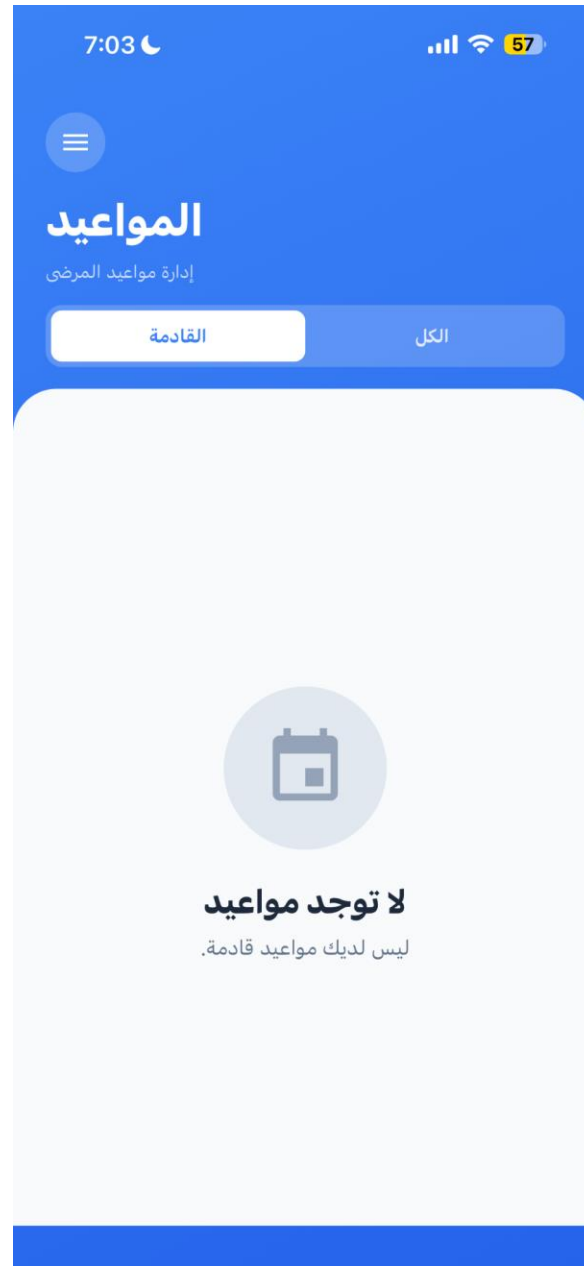 7:03
57
المواعيد
إدارة مواعيد المرضى
القادمة
الكل
لا توجد مواعيد
ليس لديك مواعيد قادمة.